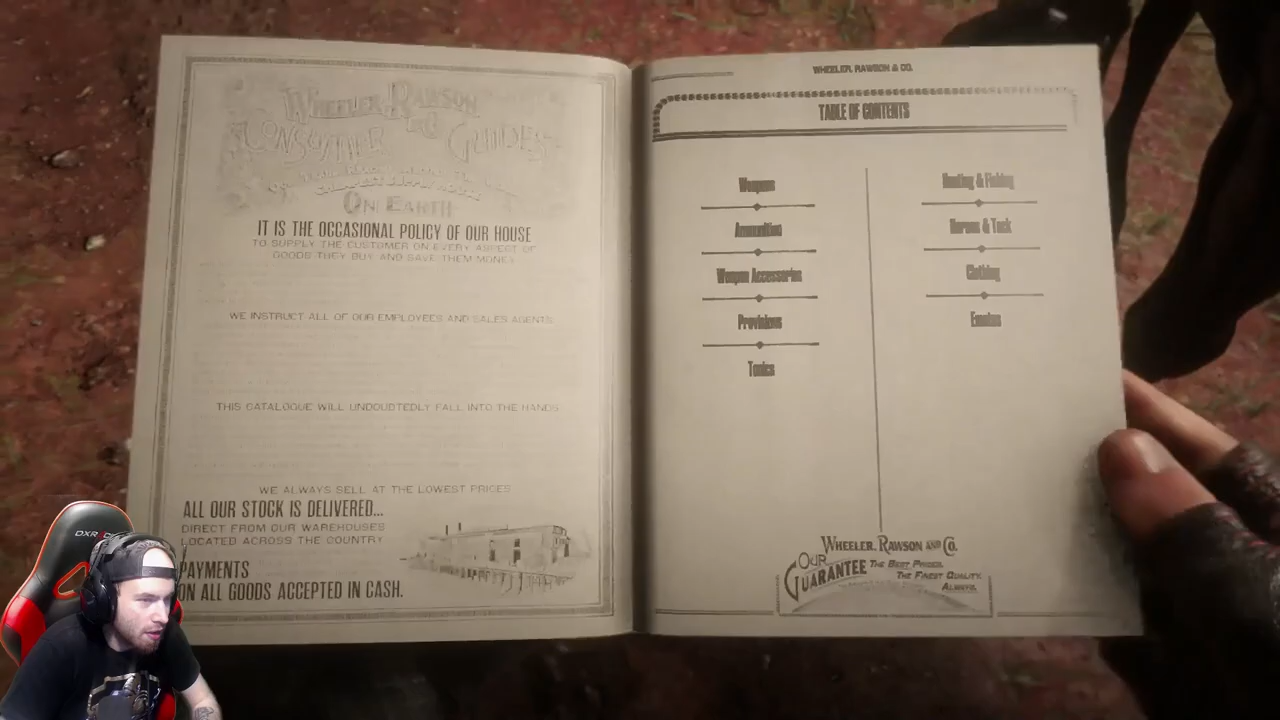 WHEELER, RAWSON
AND
CONSUMER GUIDES
CHEAPEST SUPPLY HOUSE
ON EARTH
IT IS THE OCCASIONAL POLICY OF OUR HOUSE
TO SUPPLY THE CUSTOMER ON EVERY ASPECT OF
GOODS THEY BUY AND SAVE THEM MONEY
WE INSTRUCT ALL OF OUR EMPLOYEES AND SALES AGENTS
THIS CATALOGUE WILL UNDOUBTEDLY FALL INTO THE HANDS
WE ALWAYS SELL AT THE LOWEST PRICES
ALL OUR STOCK IS DELIVERED...
DIRECT FROM OUR WAREHOUSES
LOCATED ACROSS THE COUNTRY
PAYMENTS
ON ALL GOODS ACCEPTED IN CASH.
WHEELER, RAWSON & CO.
TABLE OF CONTENTS
Weapons
Ammunition
Weapon Accessories
Provisions
Tonics
Hunting & Fishing
Horses & Tack
Clothing
WHEELER, RAWSON AND CO.
OUR
GUARANTEE
THE BEST PRICES.
THE FINEST QUALITY.
ALWAYS.
DXR